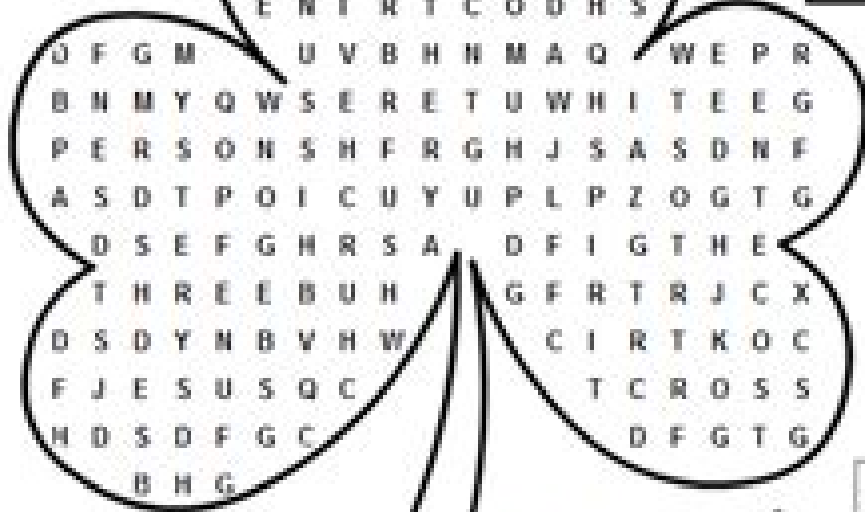 E N I R T C O D H S
O F G M U V B H N M A Q W E P R
B N M Y Q W S E R E T U W H I T E E G
P E R S O N S H F R G H J S A S D N F
A S D T P O I C U Y U P L P Z O G T G
D S E F G H R S A D F I G T H E
T H R E E B U H G F R T R J C X
D S D Y N B V H W C I R T K O C
F J E S U S Q C T C R O S S
H D S D F G C D F G T G
B H G